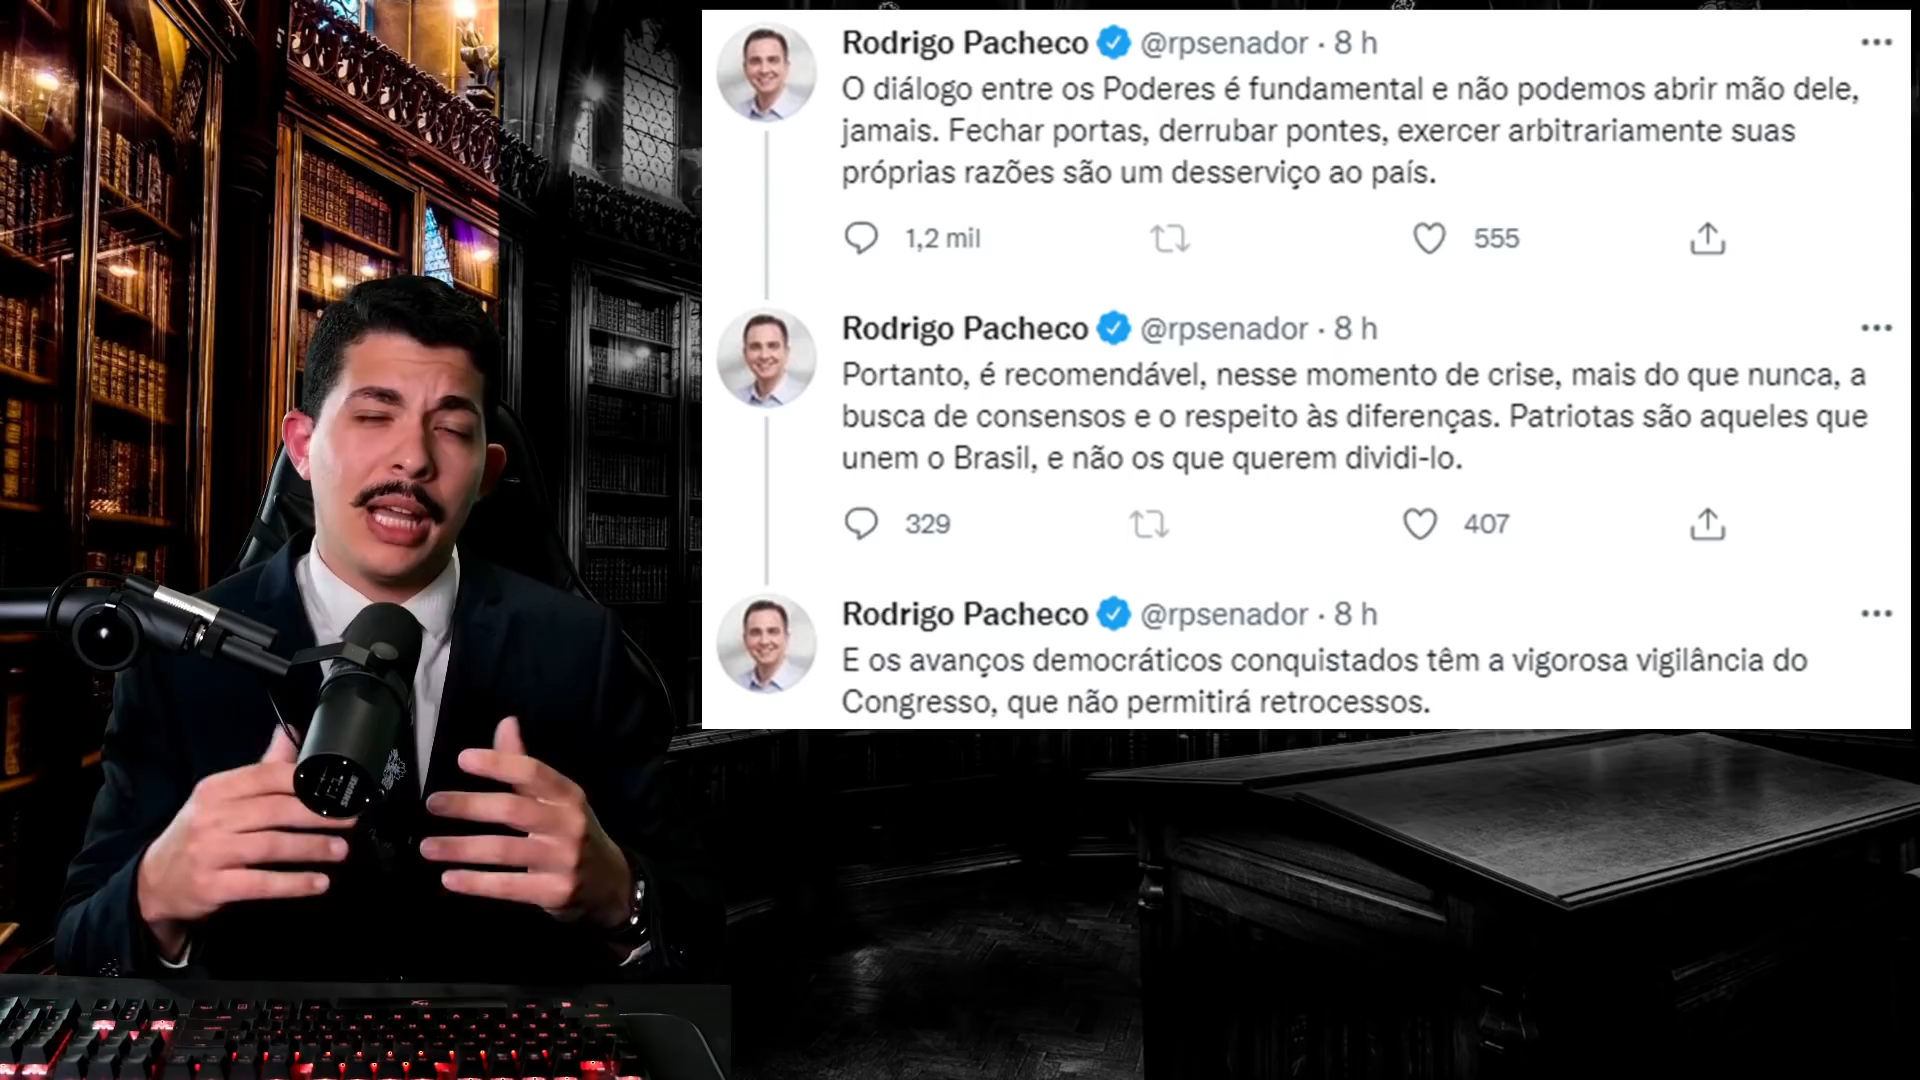 Rodrigo Pacheco @rpsenador · 8 h
O diálogo entre os Poderes é fundamental e não podemos abrir mão dele,
jamais. Fechar portas, derrubar pontes, exercer arbitrariamente suas
próprias razões são um desserviço ao país.
1,2 mil 555
Rodrigo Pacheco @rpsenador · 8 h
Portanto, é recomendável, nesse momento de crise, mais do que nunca, a
busca de consensos e o respeito às diferenças. Patriotas são aqueles que
unem o Brasil, e não os que querem dividi-lo.
329 407
Rodrigo Pacheco @rpsenador · 8 h
E os avanços democráticos conquistados têm a vigorosa vigilância do
Congresso, que não permitirá retrocessos.
SHURE